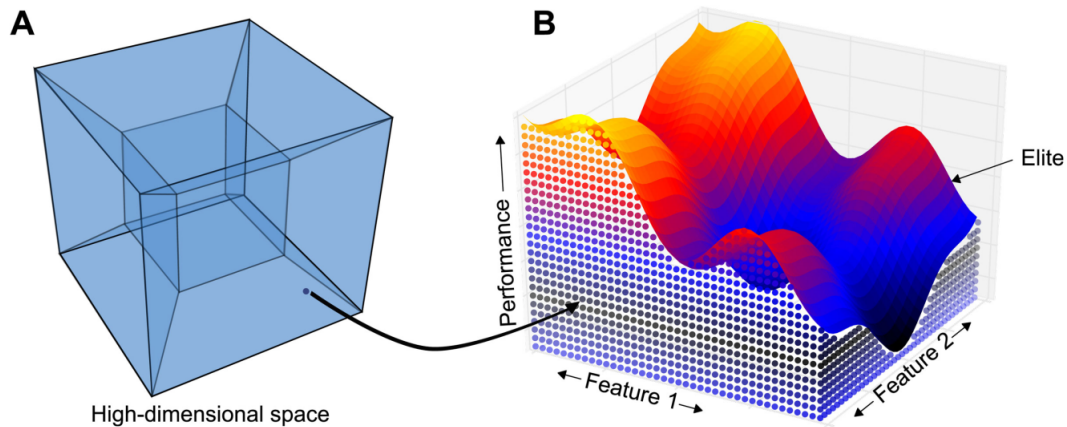 A
B
High-dimensional space
←Performance→
←Feature 1→
←Feature 2→
Elite